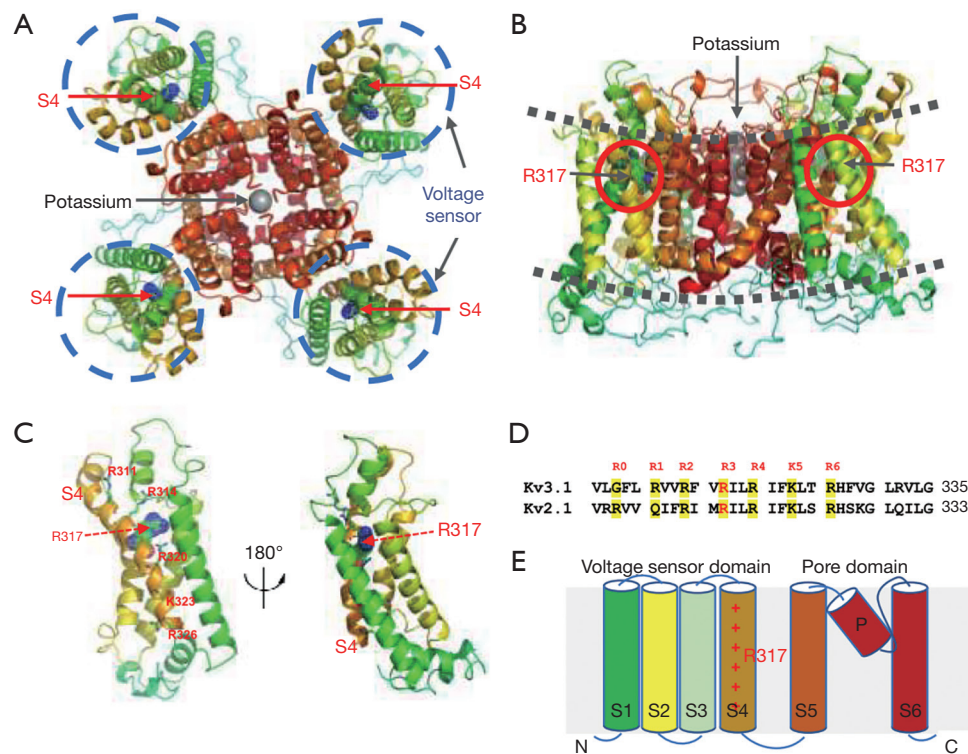 A
S4
S4
Potassium
Voltage
sensor
S4
S4
B
Potassium
R317
R317
C
R311
S4
R314
R317
R320
K323
R326
180°
R317
S4
D
R0 R1 R2 R3 R4 K5 R6
Kv3.1 VLGFL RVVRF VRILR IFKLT RHFVG LRVLG 335
Kv2.1 VRRVV QIFRI MRILR IFKLS RHSKG LQILG 333
E
Voltage sensor domain Pore domain
+
+
P
+
R317
+
+
+
S1 S2 S3 S4 S5 S6
N C